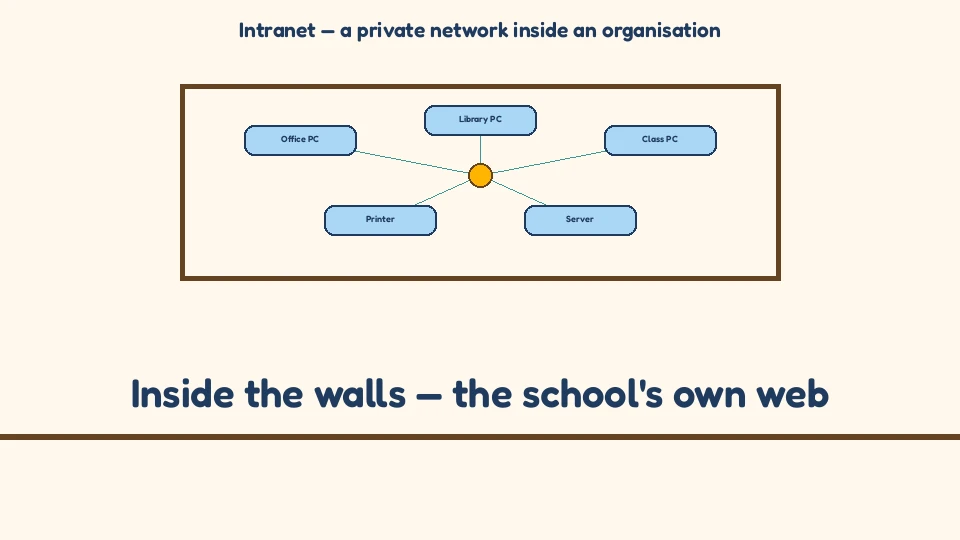 Intranet — a private network inside an organisation
Library PC
Office PC
Class PC
Printer
Server
Inside the walls — the school's own web